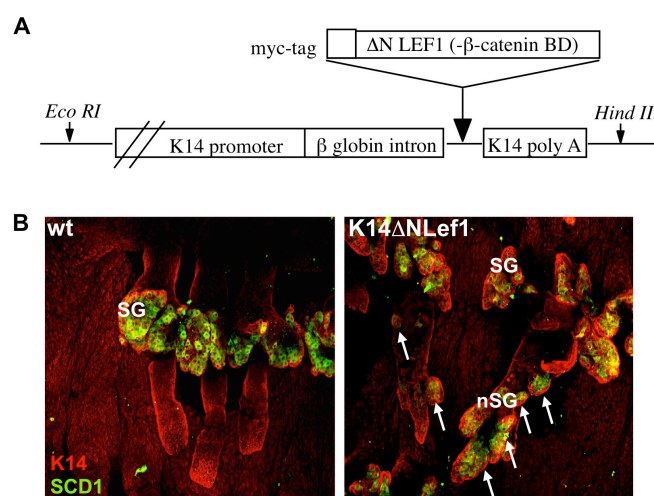 A
myc-tag
ΔN LEF1 (-β-catenin BD)
Eco RI
Hind III
K14 promoter
β globin intron
K14 poly A
B
wt
K14ΔNLef1
SG
SG
nSG
K14
SCD1